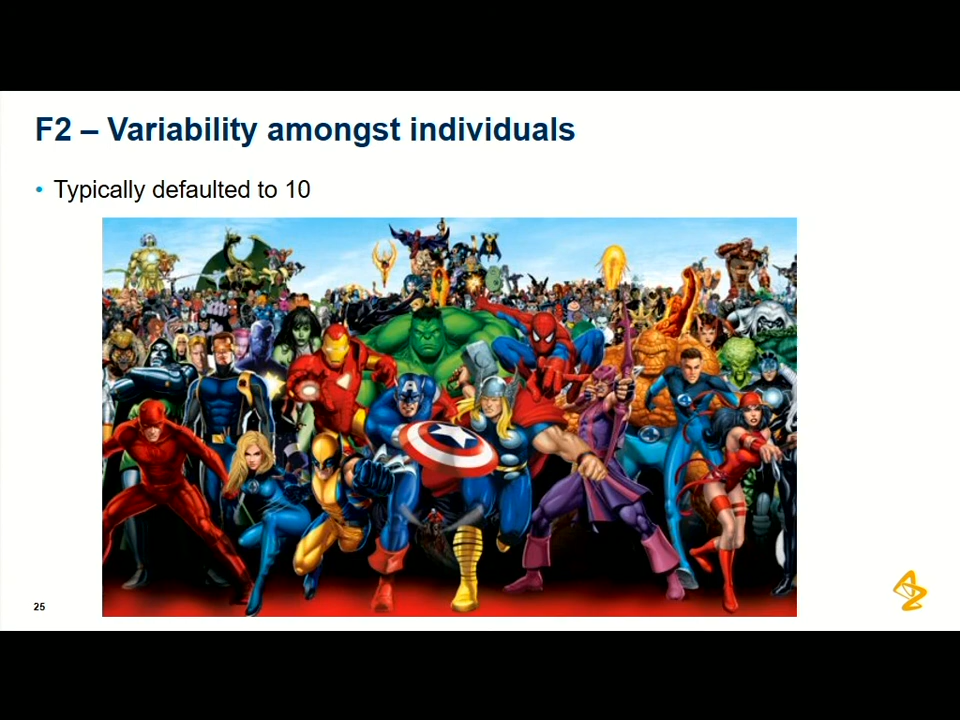 F2 – Variability amongst individuals
• Typically defaulted to 10
25